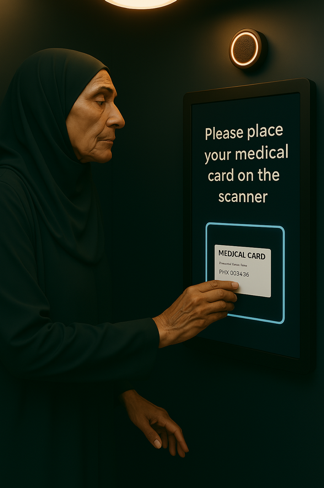 Please place
your medical
card on the
scanner
MEDICAL CARD
PHX 003436